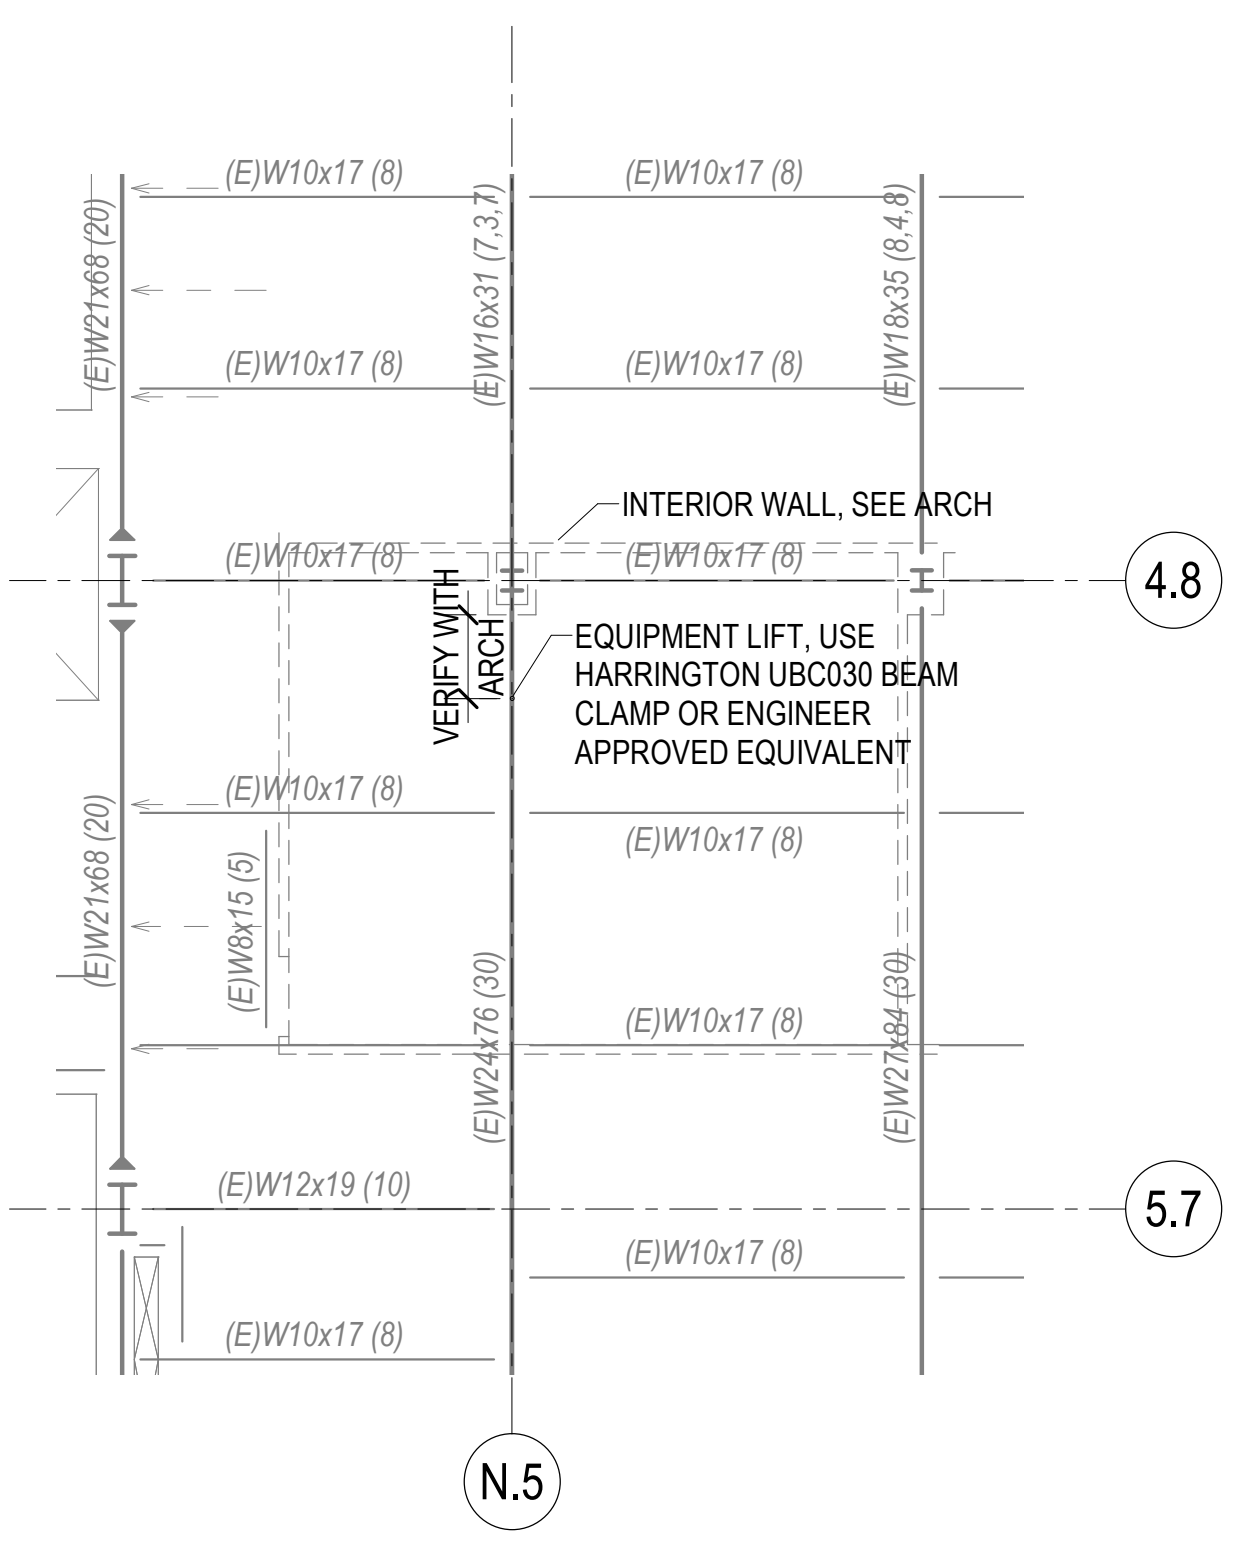 (E)W10x17 (8)
(E)W10x17 (8)
(E)W21x68 (20)
(E)W16x31 (7,3,7)
(E)W18x35 (8,4,8)
(E)W10x17 (8)
(E)W10x17 (8)
INTERIOR WALL, SEE ARCH
(E)W10x17 (8)
(E)W10x17 (8)
4.8
VERIFY WITH
ARCH
EQUIPMENT LIFT, USE
HARRINGTON UBC030 BEAM
CLAMP OR ENGINEER
APPROVED EQUIVALENT
(E)W10x17 (8)
(E)W10x17 (8)
(E)W21x68 (20)
(E)W8x15 (5)
(E)W24x76 (30)
(E)W10x17 (8)
(E)W27x84 (30)
(E)W12x19 (10)
5.7
(E)W10x17 (8)
(E)W10x17 (8)
N.5